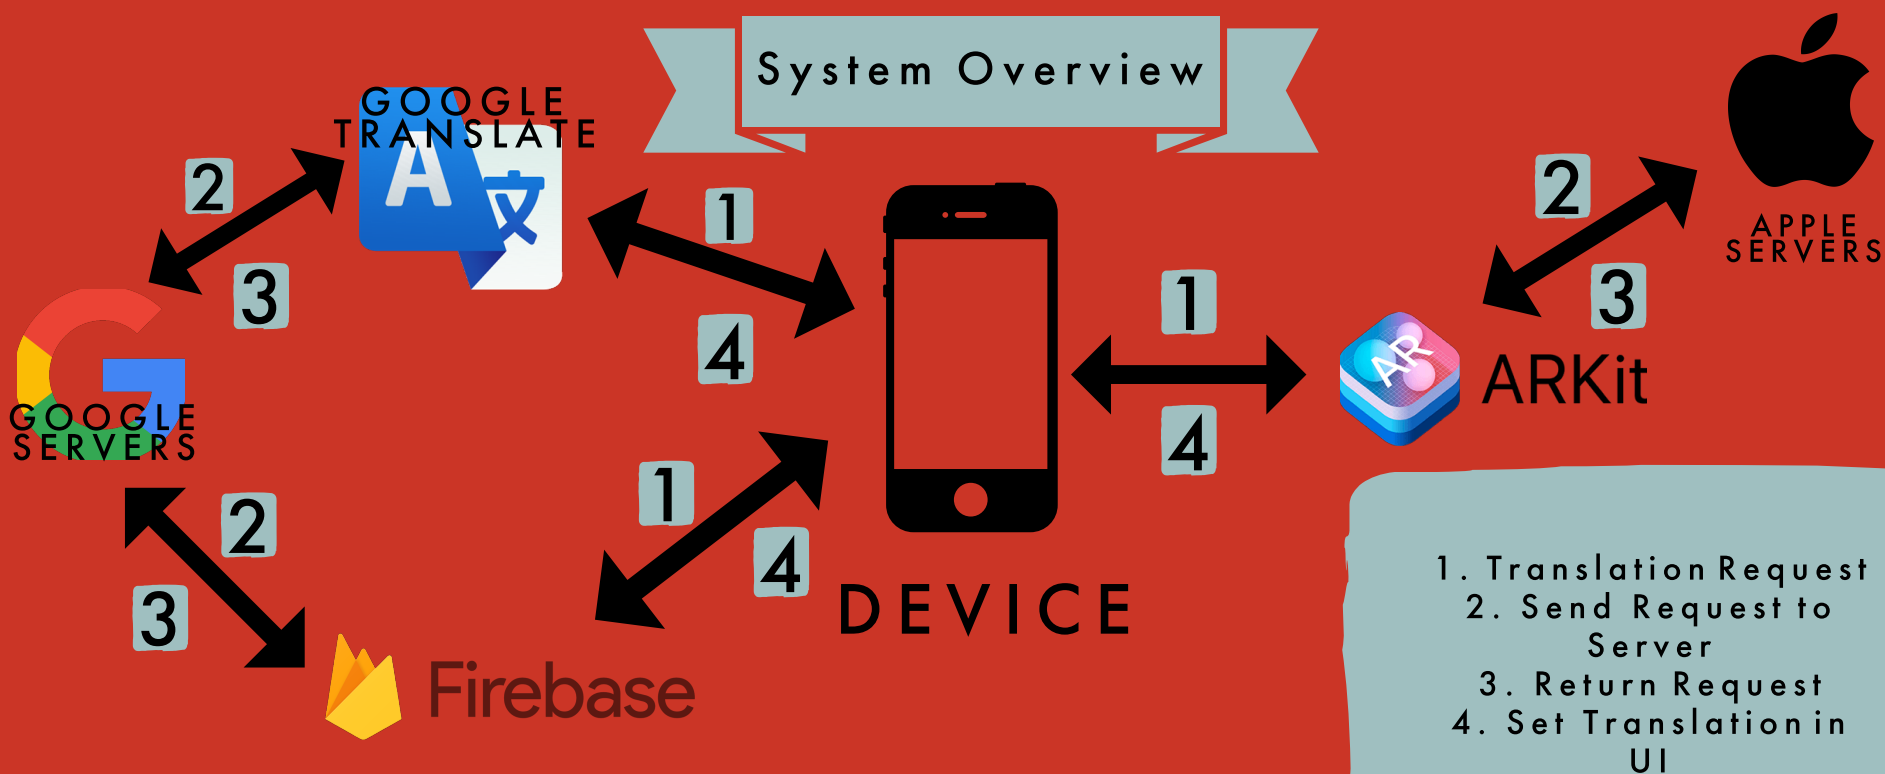 System Overview
GOOGLE
TRANSLATE
A
文
2
3
1
4
GOOGLE
SERVERS
2
3
1
4
Firebase
DEVICE
1
4
AR
ARKit
2
3
APPLE
SERVERS
1. Translation Request
2. Send Request to
Server
3. Return Request
4. Set Translation in
UI